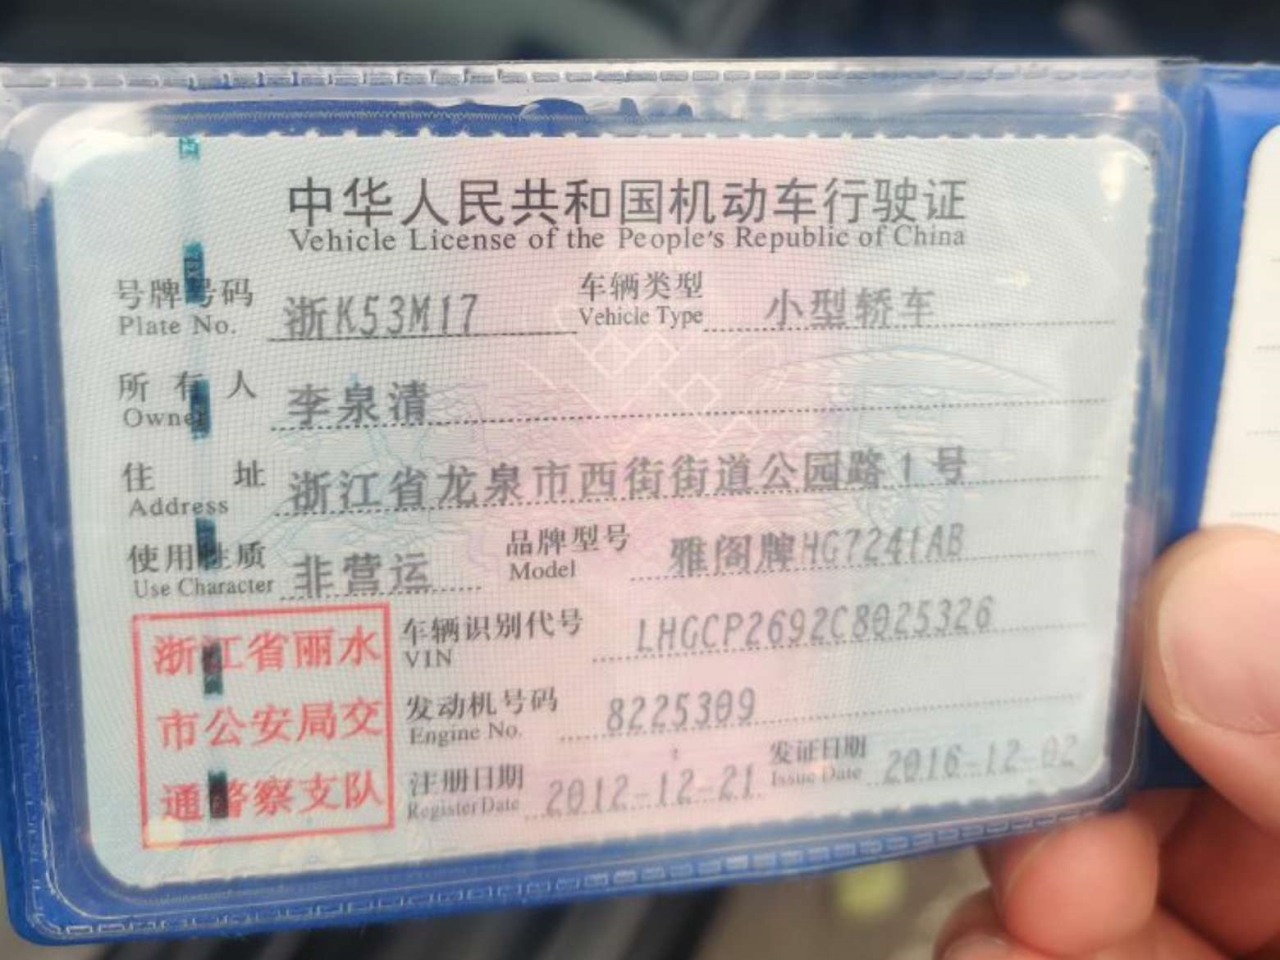 中华人民共和国机动车行驶证
Vehicle License of the People's Republic of China
号牌号码 浙K53M17 车辆类型 小型轿车
Plate No. Vehicle Type
所有人 李泉清
Owner
住址 浙江省龙泉市西街街道公园路1号
Address
使用性质 非营运 品牌型号 雅阁牌HG7241AB
Use Character Model
浙江省丽水
市公安局交
通警察支队
车辆识别代号 LHGCP2692C8025326
VIN
发动机号码 8225309
Engine No.
注册日期 2012-12-21 发证日期 2016-12-02
Register Date Issue Date